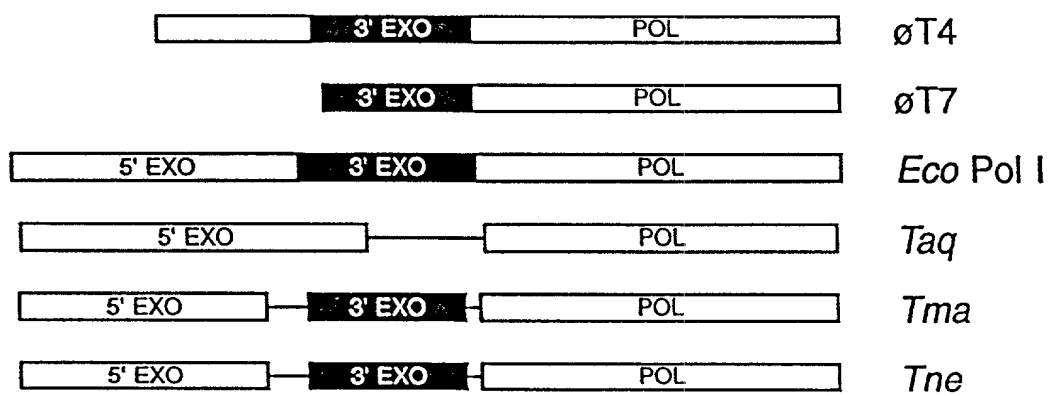 3' EXO POL øT4
3' EXO POL øT7
5' EXO 3' EXO POL Eco Pol I
5' EXO POL Taq
5' EXO 3' EXO POL Tma
5' EXO 3' EXO POL Tne